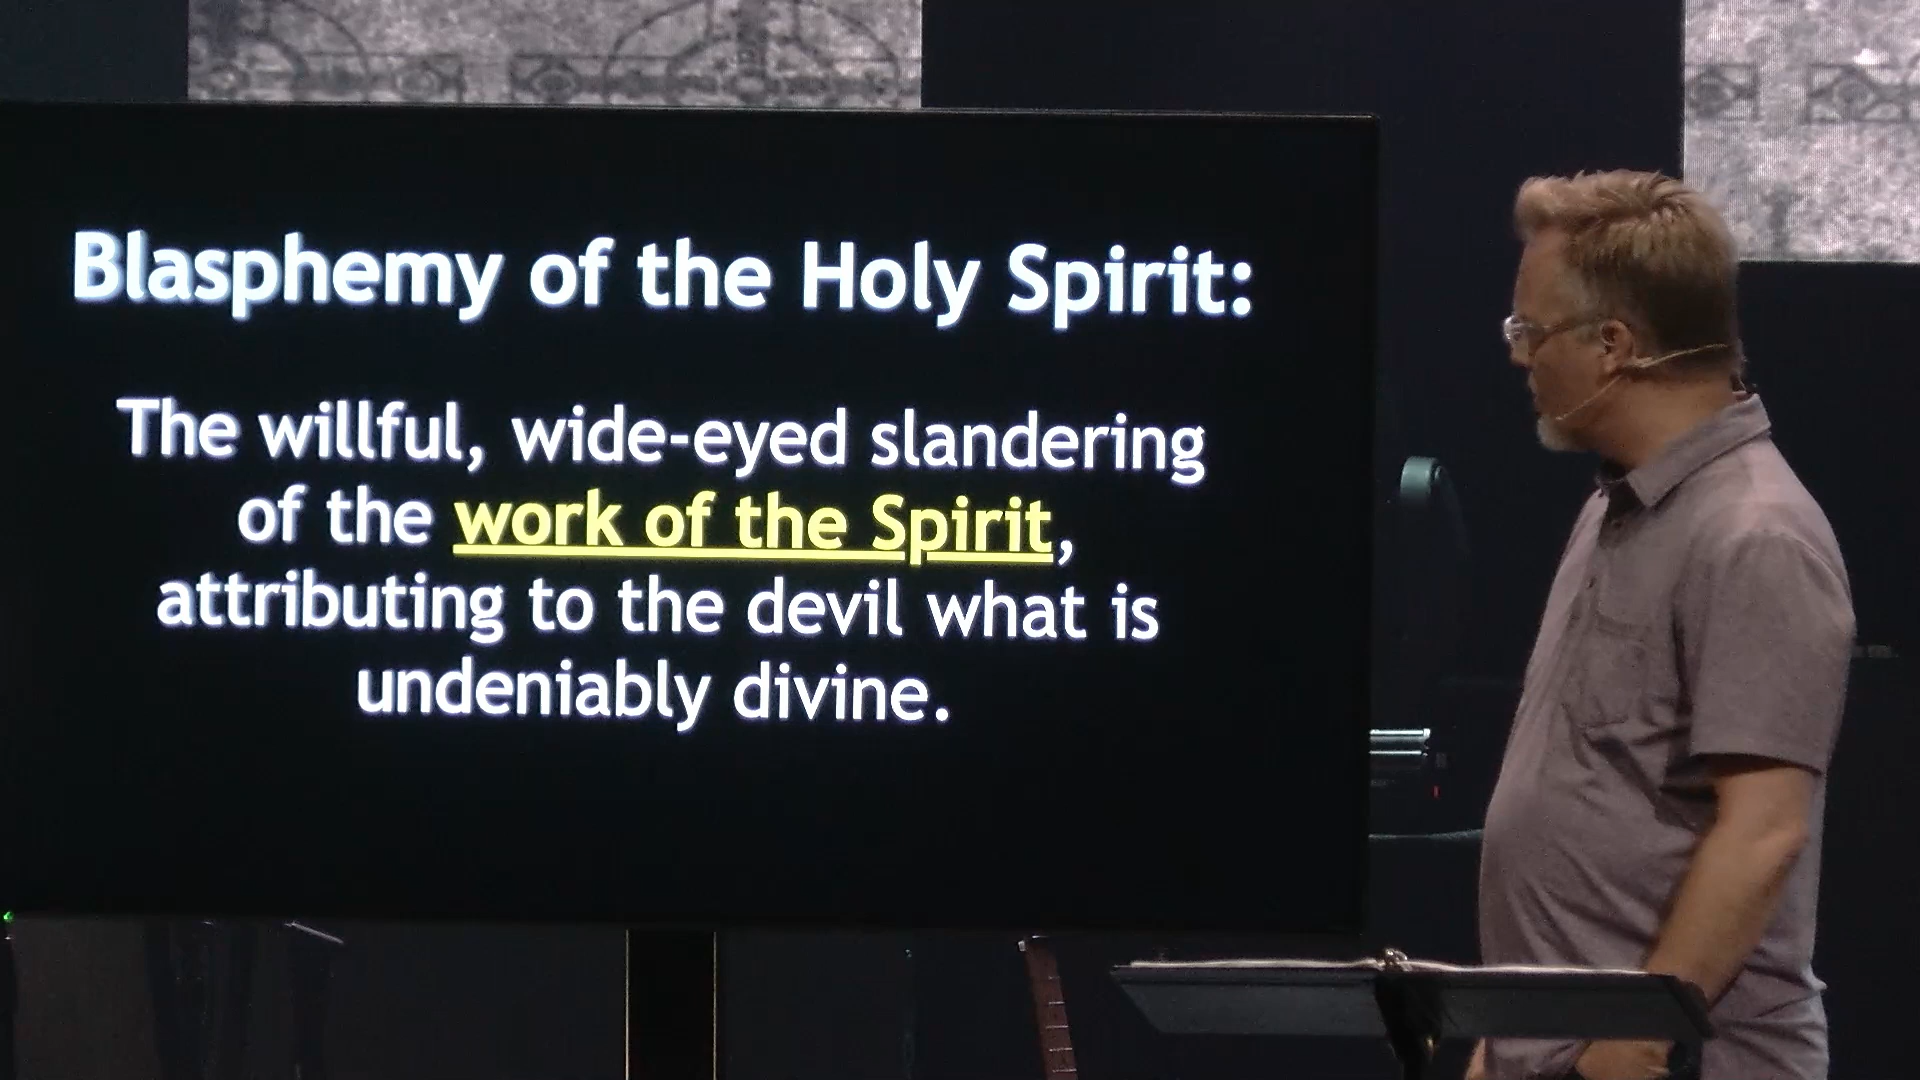 Blasphemy of the Holy Spirit:
The willful, wide-eyed slandering
of the work of the Spirit,
attributing to the devil what is
undeniably divine.